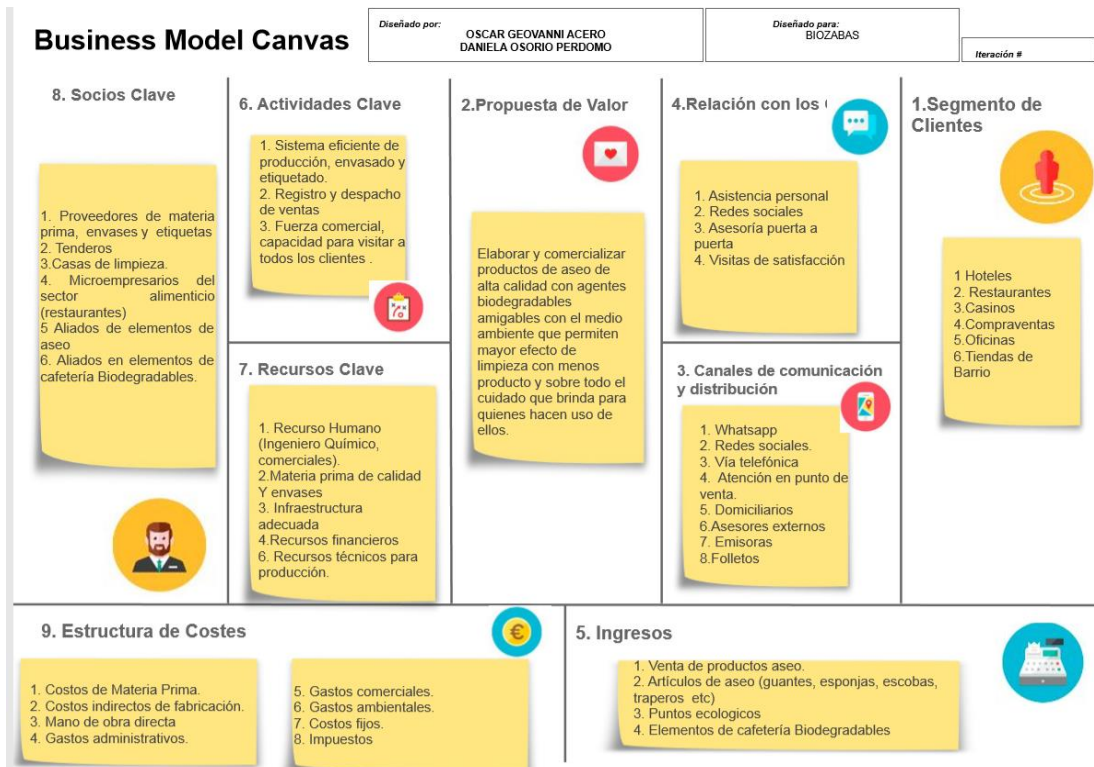 Business Model Canvas
Diseñado por:
OSCAR GEOVANNI ACERO
DANIELA OSORIO PERDOMO
Diseñado para:
BIOZABAS
Iteración #
8. Socios Clave
1. Proveedores de materia
prima, envases y etiquetas
2. Tenderos
3.Casas de limpieza.
4. Microempresarios del
sector alimenticio
(restaurantes)
5 Aliados de elementos de
aseo
6. Aliados en elementos de
cafetería Biodegradables.
6. Actividades Clave
1. Sistema eficiente de
producción, envasado y
etiquetado.
2. Registro y despacho
de ventas
3. Fuerza comercial,
capacidad para visitar a
todos los clientes .
7. Recursos Clave
1. Recurso Humano
(Ingeniero Químico,
comerciales).
2.Materia prima de calidad
Y envases
3. Infraestructura
adecuada
4.Recursos financieros
6. Recursos técnicos para
producción.
2.Propuesta de Valor
Elaborar y comercializar
productos de aseo de
alta calidad con agentes
biodegradables
amigables con el medio
ambiente que permiten
mayor efecto de
limpieza con menos
producto y sobre todo el
cuidado que brinda para
quienes hacen uso de
ellos.
4.Relación con los
1. Asistencia personal
2. Redes sociales
3. Asesoría puerta a
puerta
4. Visitas de satisfacción
3. Canales de comunicación
y distribución
1. Whatsapp
2. Redes sociales.
3. Vía telefónica
4. Atención en punto de
venta.
5. Domiciliarios
6.Asesores externos
7. Emisoras
8.Folletos
1.Segmento de
Clientes
1 Hoteles
2. Restaurantes
3.Casinos
4.Compraventas
5.Oficinas
6.Tiendas de
Barrio
9. Estructura de Costes
€
1. Costos de Materia Prima.
2. Costos indirectos de fabricación.
3. Mano de obra directa
4. Gastos administrativos.
5. Gastos comerciales.
6. Gastos ambientales.
7. Costos fijos.
8. Impuestos
5. Ingresos
1. Venta de productos aseo.
2. Artículos de aseo (guantes, esponjas, escobas,
traperos etc)
3. Puntos ecologicos
4. Elementos de cafetería Biodegradables